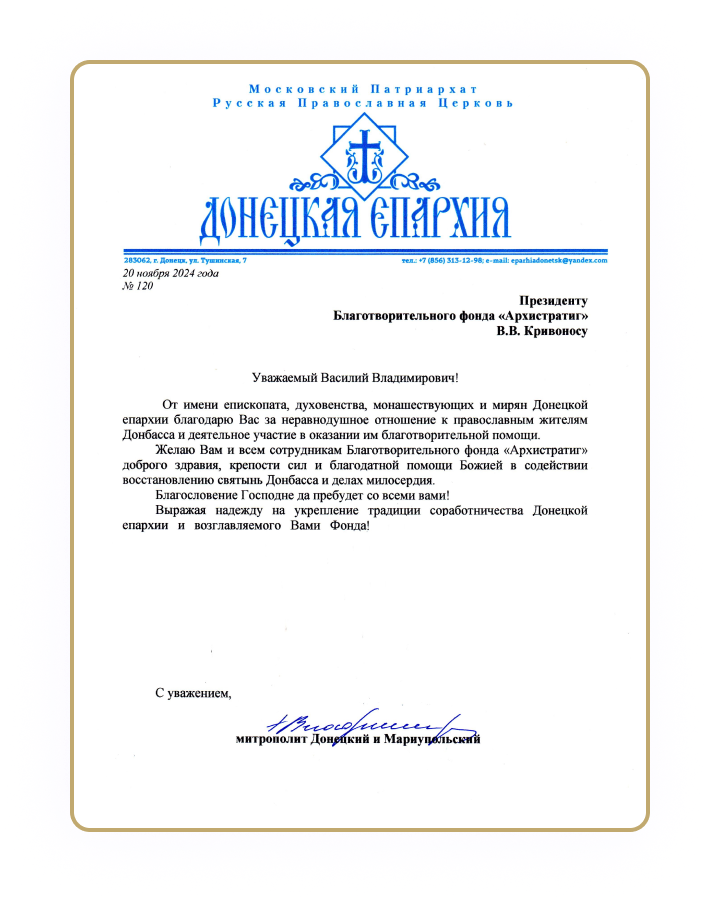 Московский Патриархат
Русская Православная Церковь
ДОНЕЦКАЯ ЕПАРХИЯ
283062, г. Донецк, ул. Тушинская, 7 тел.: +7 (856) 313-12-98; e-mail: eparhiadonetsk@yandex.com
20 ноября 2024 года
№ 120
Президенту
Благотворительного фонда «Архистратиг»
В.В. Кривоносу
Уважаемый Василий Владимирович!
От имени епископата, духовенства, монашествующих и мирян Донецкой
епархии благодарю Вас за неравнодушное отношение к православным жителям
Донбасса и деятельное участие в оказании им благотворительной помощи.
Желаю Вам и всем сотрудникам Благотворительного фонда «Архистратиг»
доброго здравия, крепости сил и благодатной помощи Божией в содействии
восстановлению святынь Донбасса и делах милосердия.
Благословение Господне да пребудет со всеми вами!
Выражая надежду на укрепление традиции соработничества Донецкой
епархии и возглавляемого Вами Фонда!
С уважением,
митрополит Донецкий и Мариупольский